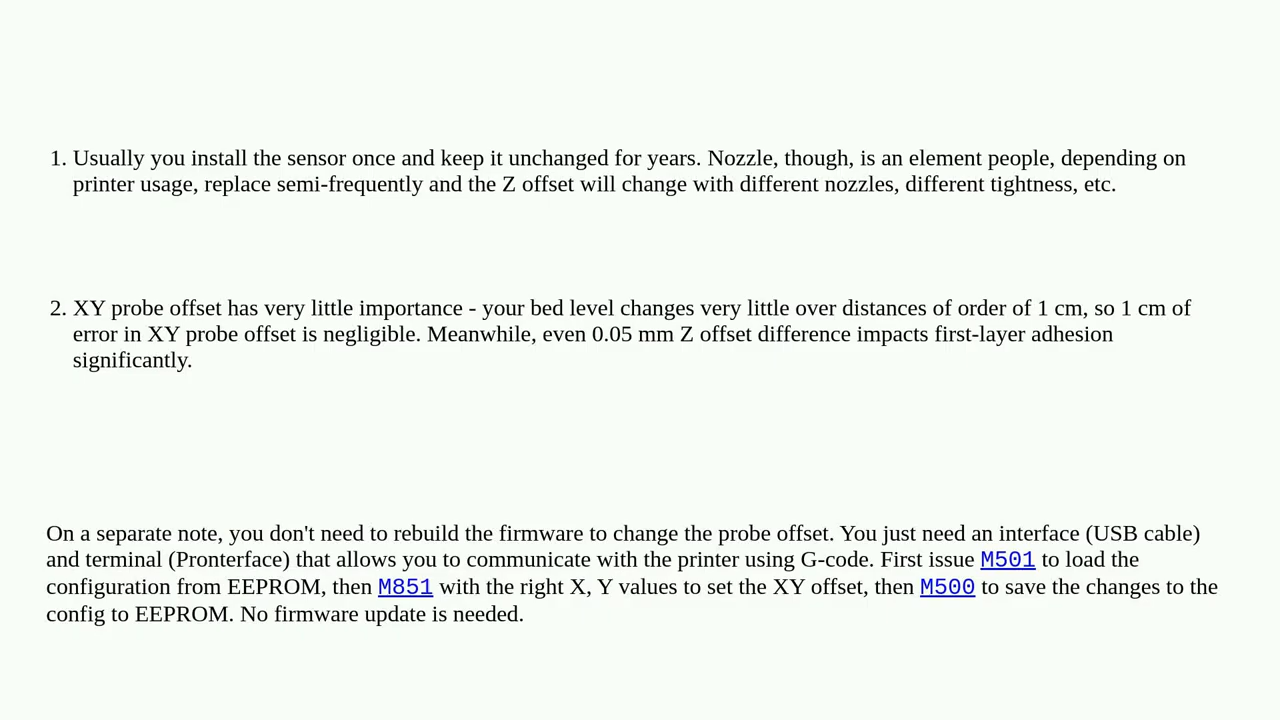 1. Usually you install the sensor once and keep it unchanged for years. Nozzle, though, is an element people, depending on
printer usage, replace semi-frequently and the Z offset will change with different nozzles, different tightness, etc.
2. XY probe offset has very little importance - your bed level changes very little over distances of order of 1 cm, so 1 cm of
error in XY probe offset is negligible. Meanwhile, even 0.05 mm Z offset difference impacts first-layer adhesion
significantly.
On a separate note, you don't need to rebuild the firmware to change the probe offset. You just need an interface (USB cable)
and terminal (Pronterface) that allows you to communicate with the printer using G-code. First issue M501 to load the
configuration from EEPROM, then M851 with the right X, Y values to set the XY offset, then M500 to save the changes to the
config to EEPROM. No firmware update is needed.